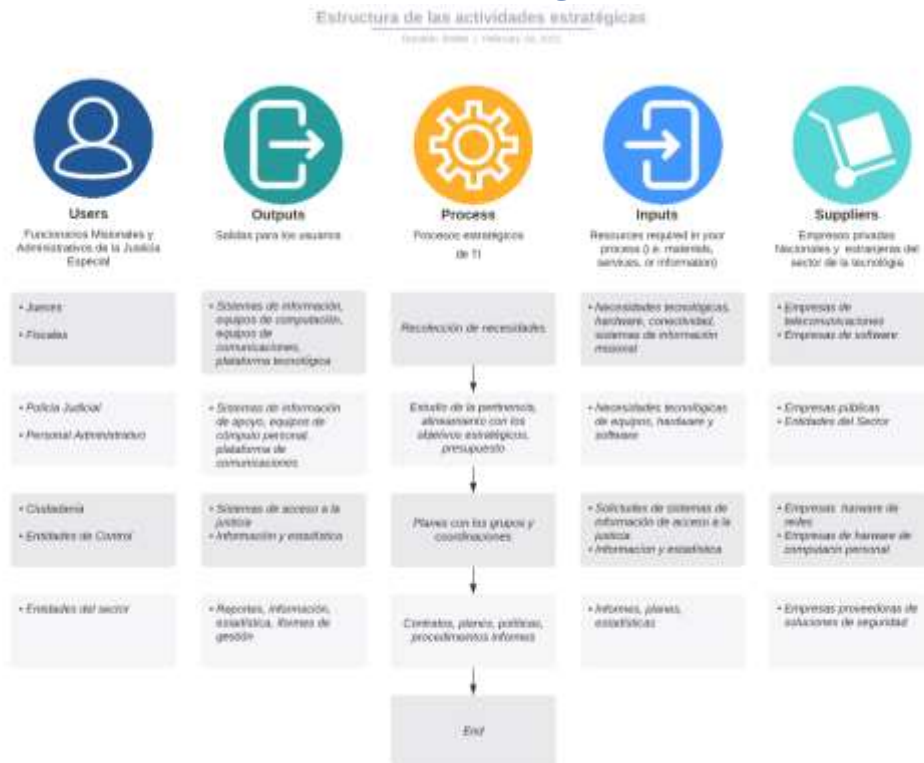 Estructura de las actividades estratégicas
Users
Funcionarios Misionales y
Administrativos de la Justicia
Especial
Outputs
Salidas para los usuarios
Process
Procesos estratégicos
de TI
Inputs
Resources required in your
process (i.e. materials,
services, or information)
Suppliers
Empresas privadas
Nacionales y extranjeras del
sector de la tecnología
• Jueces
• Fiscales
• Sistemas de información,
equipos de computación,
equipos de
comunicaciones,
plataforma tecnológica
Recolección de necesidades
• Necesidades tecnológicas,
hardware, conectividad,
sistemas de información
misional
• Empresas de
telecomunicaciones
• Empresas de software
• Policía Judicial
• Personal Administrativo
• Sistemas de información
de apoyo, equipos de
cómputo personal,
plataforma de
comunicaciones
Estudio de la pertinencia,
alineamiento con los
objetivos estratégicos,
presupuesto
• Necesidades tecnológicas
de equipos, hardware y
software
• Empresas públicas
• Entidades del Sector
• Ciudadanía
• Entidades de Control
• Sistemas de acceso a la
justicia
• Información y estadística
Planes con los grupos y
coordinaciones
• Solicitudes de sistemas de
información de acceso a la
justicia
• Informacion y estadística
• Empresas harware de
redes
• Empresas de harware de
personal
• Entidades del sector
• Reportes, información,
estadística, iformes de
gestión
Contratos, planes, políticas,
procedimientos informes
• Informes, planes,
estadísticas
• Empresas proveedoras de
soluciones de seguridad
End